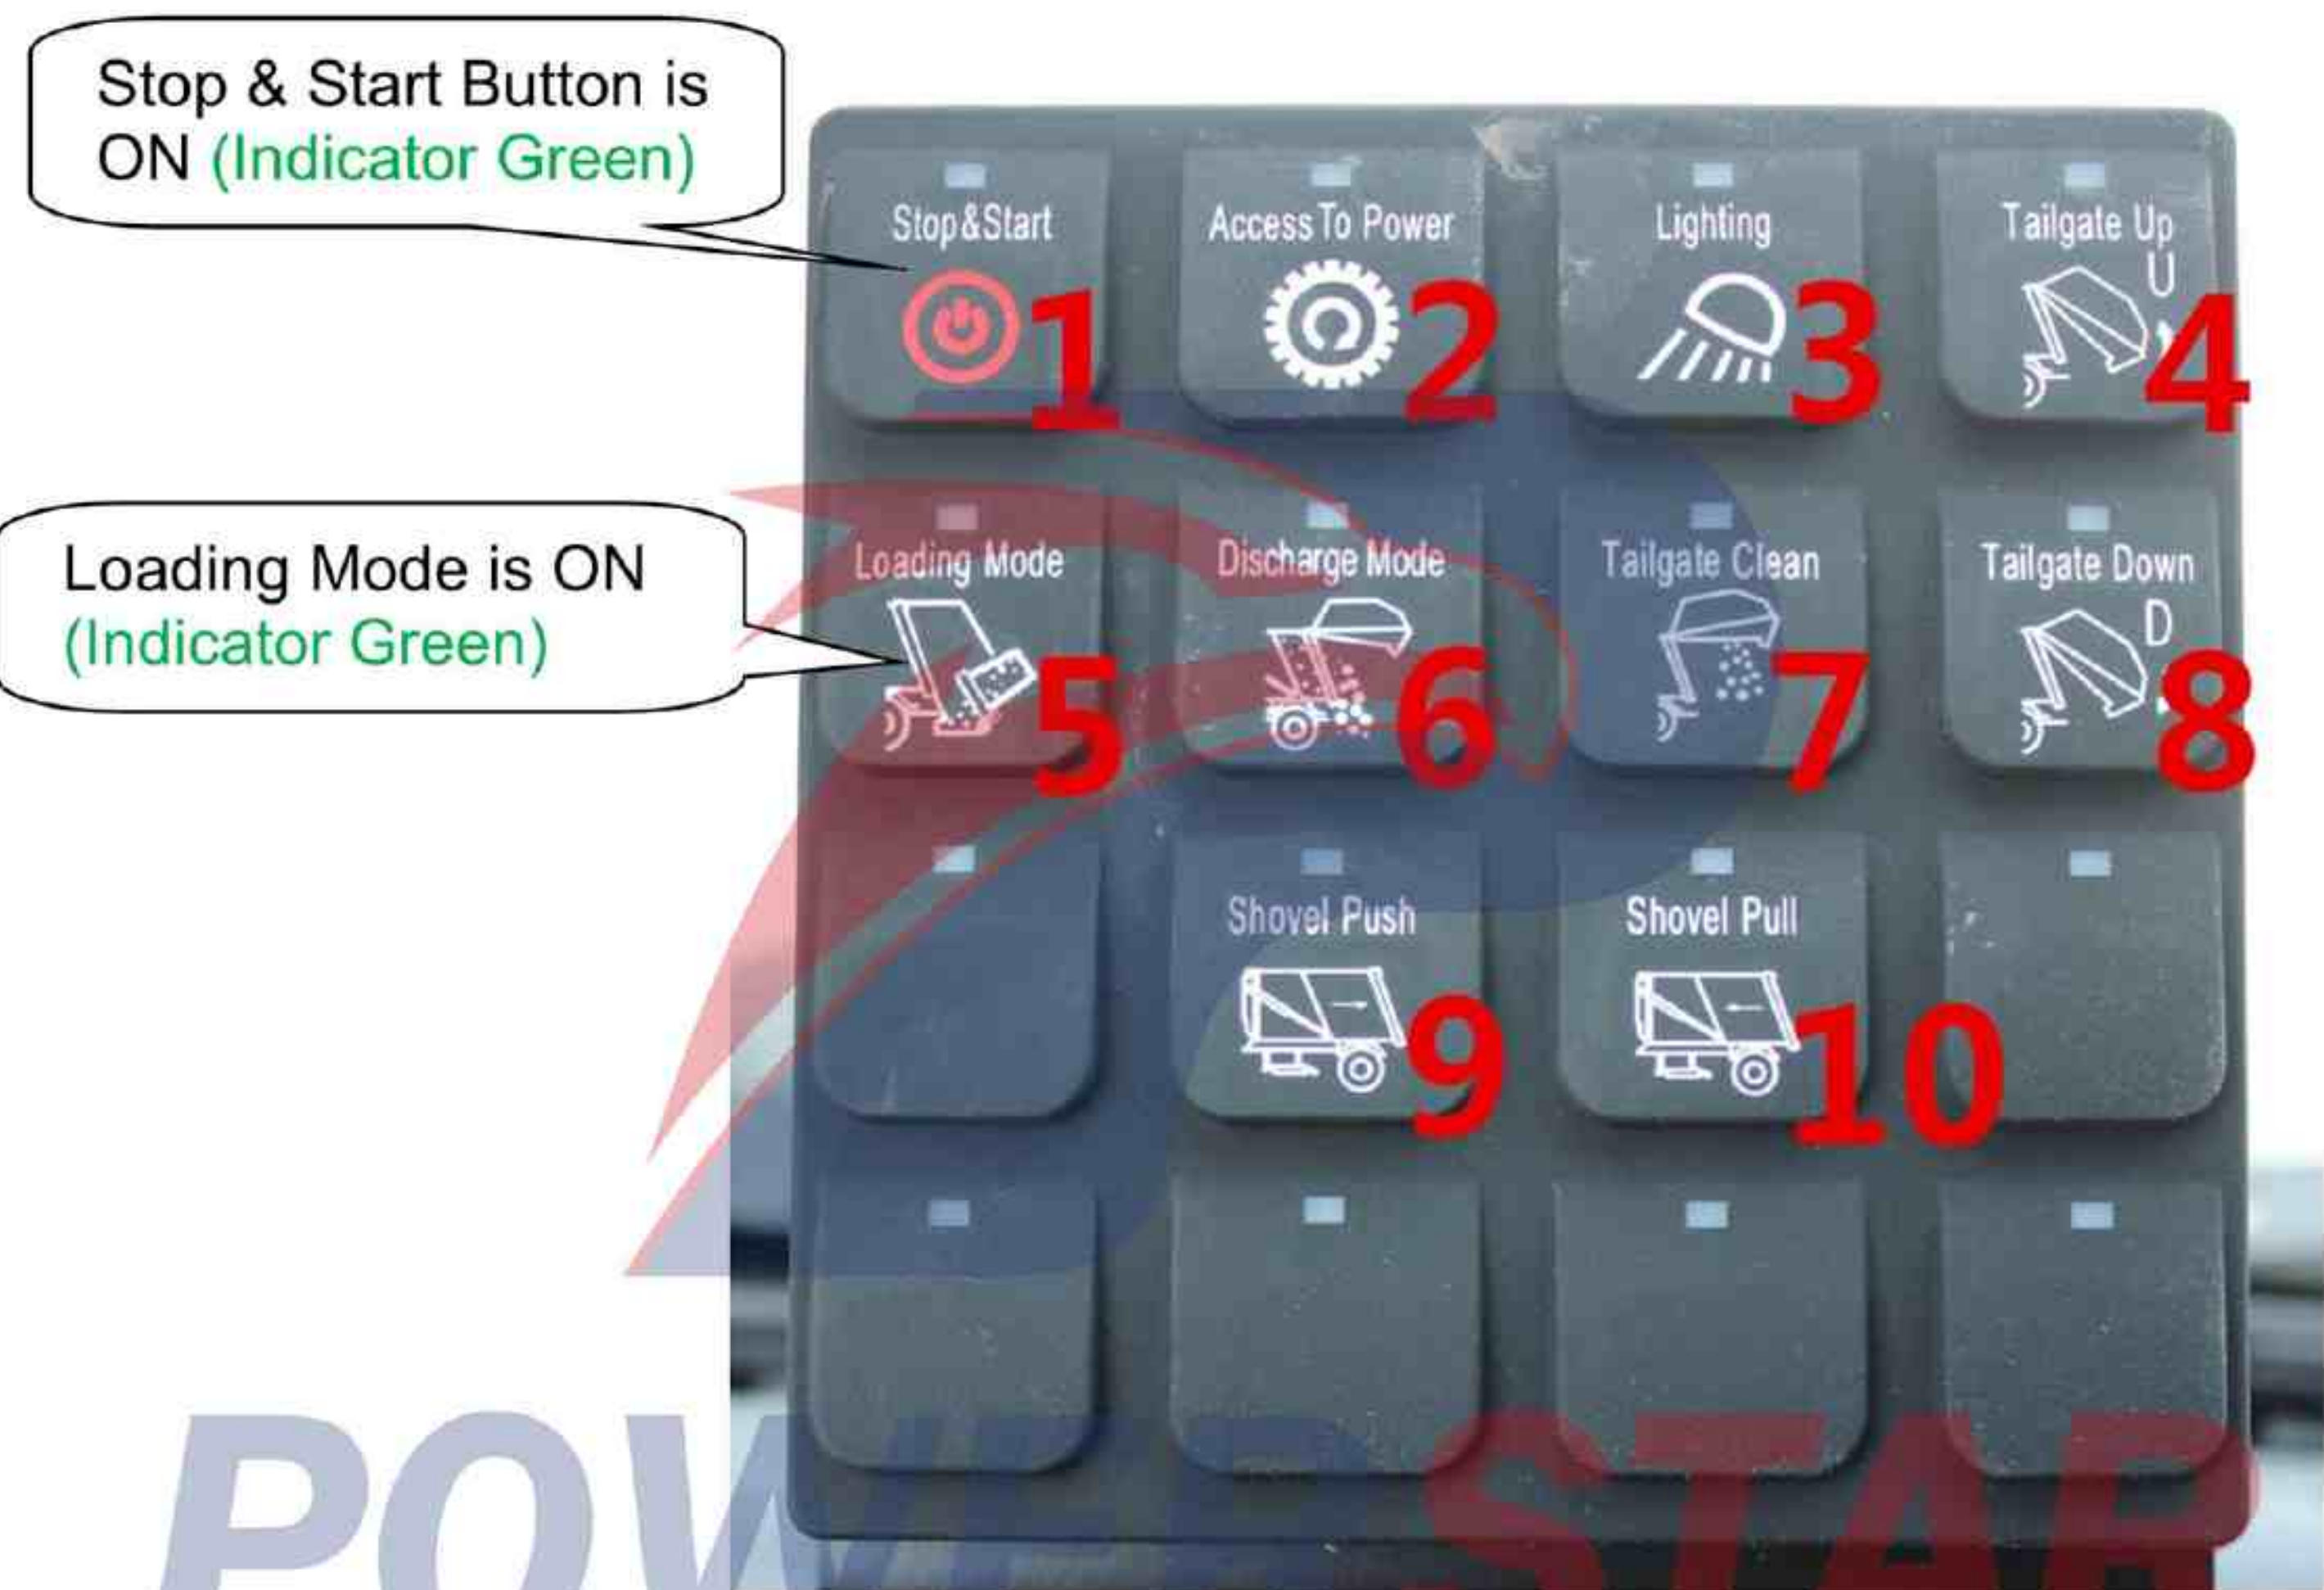 Stop & Start Button is
ON (Indicator Green)
Stop&Start
1
Access To Power
2
Lighting
3
Tailgate Up
U
4
Loading Mode is ON
(Indicator Green)
Loading Mode
5
Discharge Mode
6
Tailgate Clean
7
Tailgate Down
D
8
Shovel Push
9
Shovel Pull
10
POWERSTAR